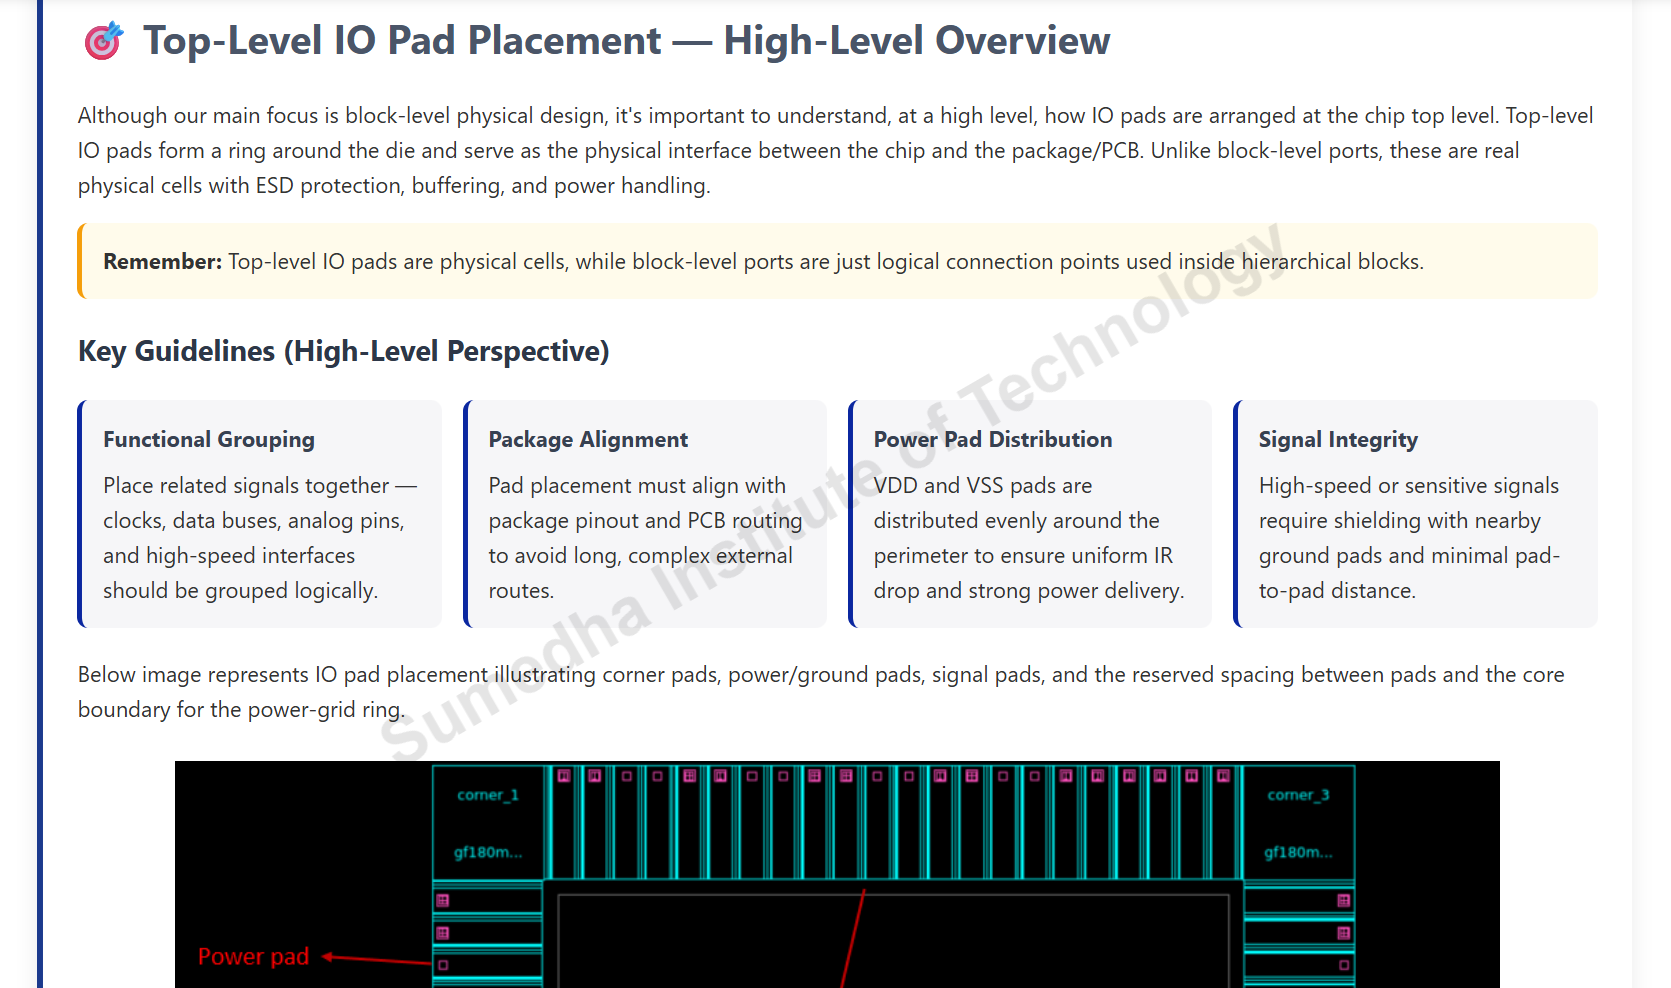 Top-Level IO Pad Placement — High-Level Overview
Although our main focus is block-level physical design, it's important to understand, at a high level, how IO pads are arranged at the chip top level. Top-level
IO pads form a ring around the die and serve as the physical interface between the chip and the package/PCB. Unlike block-level ports, these are real
physical cells with ESD protection, buffering, and power handling.
Remember: Top-level IO pads are physical cells, while block-level ports are just logical connection points used inside hierarchical blocks.
Key Guidelines (High-Level Perspective)
Functional Grouping
Place related signals together —
clocks, data buses, analog pins,
and high-speed interfaces
should be grouped logically.
Package Alignment
Pad placement must align with
package pinout and PCB routing
to avoid long, complex external
routes.
Power Pad Distribution
VDD and VSS pads are
distributed evenly around the
perimeter to ensure uniform IR
drop and strong power delivery.
Signal Integrity
High-speed or sensitive signals
require shielding with nearby
ground pads and minimal pad-
to-pad distance.
Sumedha Institute of Technology
Below image represents IO pad placement illustrating corner pads, power/ground pads, signal pads, and the reserved spacing between pads and the core
boundary for the power-grid ring.
corner_1
gf180m...
corner_3
gf180m...
Power pad